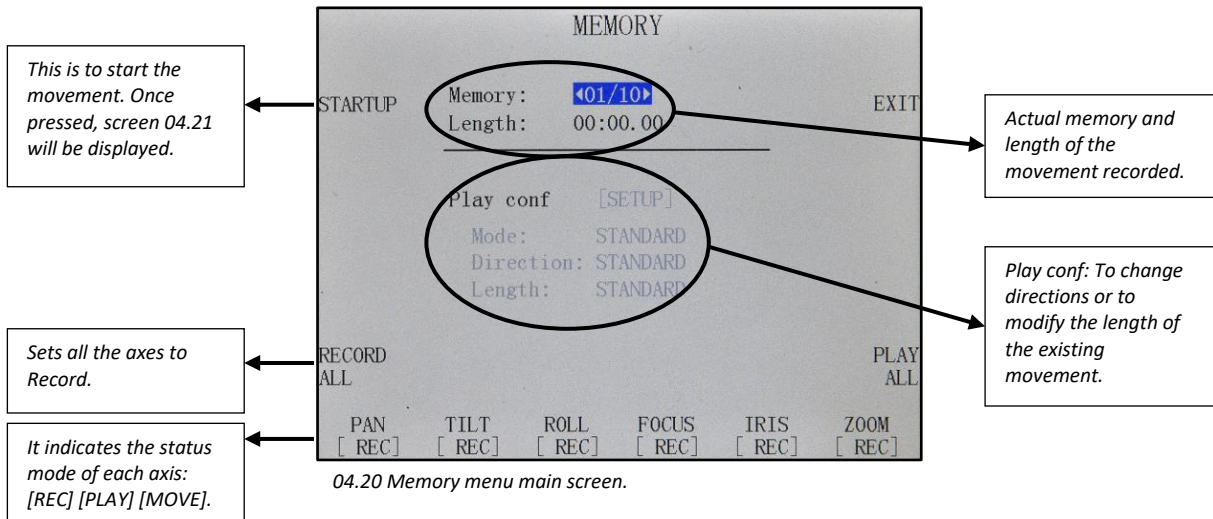 MEMORY
This is to start the
movement. Once
pressed, screen 04.21
will be displayed.
STARTUP
Memory: ◂01/10▸
Length: 00:00.00
EXIT
Actual memory and
length of the
movement recorded.
Play conf [SETUP]
Mode: STANDARD
Direction: STANDARD
Length: STANDARD
Play conf: To change
directions or to
modify the length of
the existing
movement.
Sets all the axes to
Record.
RECORD
ALL
PLAY
ALL
It indicates the status
mode of each axis:
[REC] [PLAY] [MOVE].
PAN TILT ROLL FOCUS IRIS ZOOM
[ REC] [ REC] [ REC] [ REC] [ REC] [ REC]
04.20 Memory menu main screen.